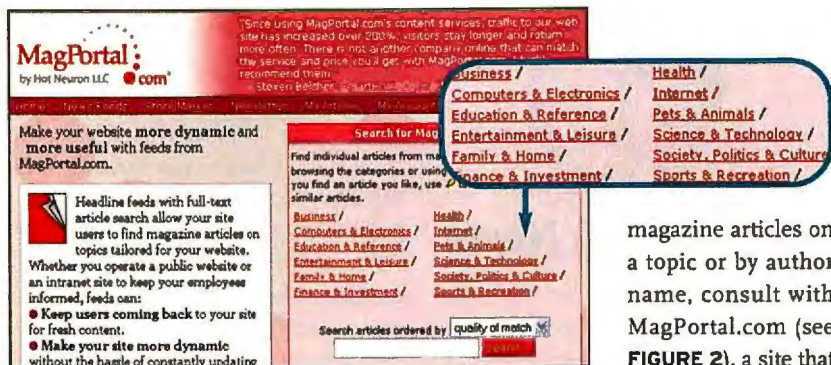 MagPortal
.com
by Hot Neuron LLC
"Since using MagPortal.com's content services, traffic to our web
site has increased over 200%, visitors stay longer and return
more often. There is not another company online that can match
the service and price you'll get with MagPortal
recommend them
Steven Belcher,
Make your website more dynamic and
more useful with feeds from
MagPortal.com.
Headline feeds with full-text
article search allow your site
users to find magazine articles on
topics tailored for your website.
Whether you operate a public website or
an intranet site to keep your employees
informed, feeds can:
Keep users coming back to your site
for fresh content.
Make your site more dynamic
without the hassle of constantly updating
Search for Mag
Find individual articles from
browsing the categories or using
you find an article you like, use
similar articles.
Business /
Computers & Electronics /
Education & Reference /
Entertainment & Leisure /
Family & Home /
Finance & Investment /
Health /
Internet /
Pets & Animals /
Science & Technology /
Society, Politics & Culture /
Sports & Recreation /
Search articles ordered by quality of match
Business /
Computers & Electronics /
Education & Reference /
Entertainment & Leisure /
Family & Home /
Finance & Investment /
Health /
Internet /
Pets & Animals /
Science & Technology /
Society, Politics & Culture
Sports & Recreation /
magazine articles on
a topic or by author
name, consult with
MagPortal.com (see
FIGURE 2), a site that